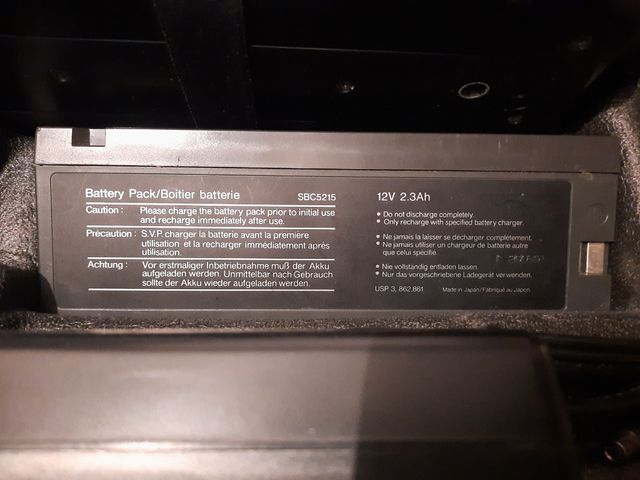 Battery Pack/Boitier batterie SBC5215
Caution : Please charge the battery pack prior to initial use
and recharge immediately after use.
Précaution : S.V.P. charger la batterie avant la première
utilisation et la recharger immédiatement après
utilisation.
Achtung : Vor erstmaliger Inbetriebnahme muß der Akku
aufgeladen werden. Unmittelbar nach Gebrauch
sollte der Akku wieder aufgeladen werden.
12V 2.3Ah
• Do not discharge completely.
• Only recharge with specified battery charger.
• Ne jamais la laisser se décharger complètement.
• Ne jamais utiliser un chargeur de batterie autre
que celui specifié.
• Nie vollständig entladen lassen.
• Nur das vorgeschriebene Ladegerät verwenden.
USP 3, 862,861 Made in Japan/Fabriqué au Japon